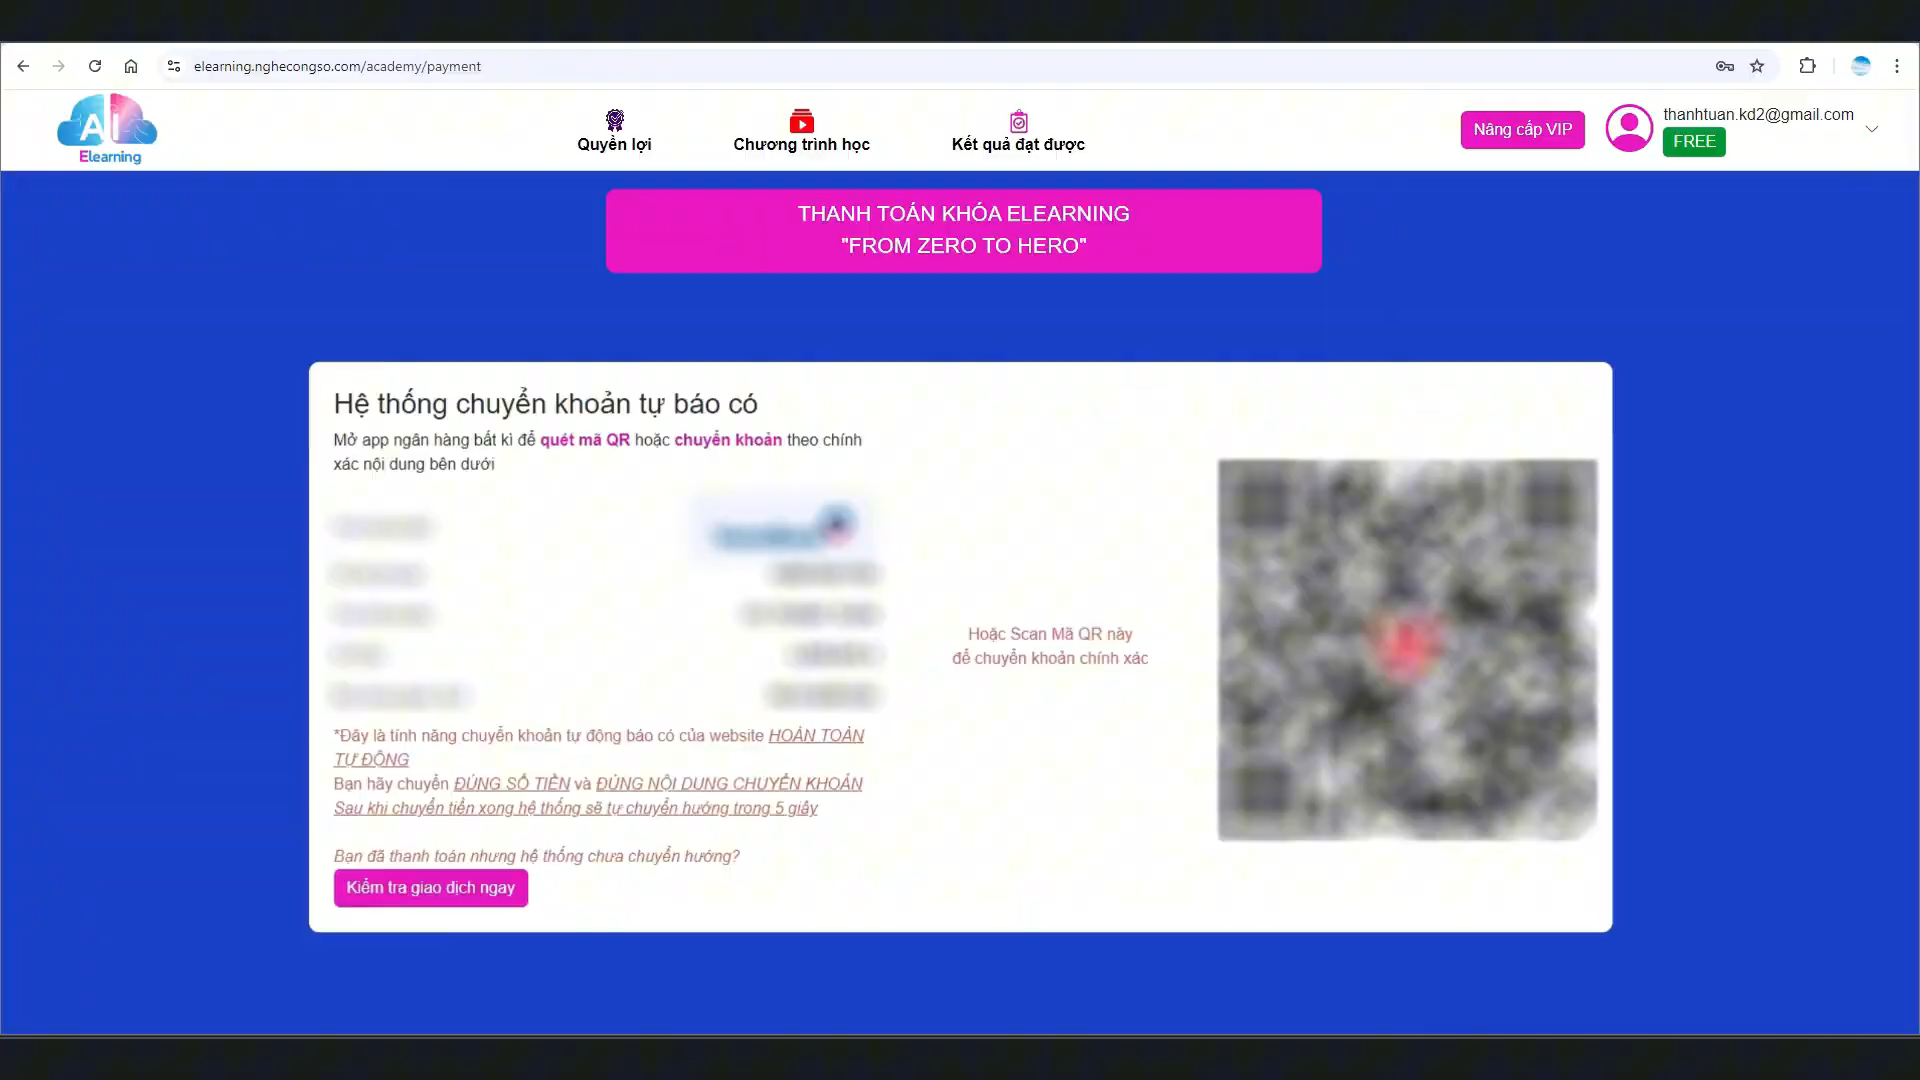 elearning.nghecongso.com/academy/payment
AI
Elearning
Quyền lợi
Chương trình học
Kết quả đạt được
Nâng cấp VIP
thanhtuan.kd2@gmail.com
FREE
THANH TOÁN KHÓA ELEARNING
"FROM ZERO TO HERO"
Hệ thống chuyển khoản tự báo có
Mở app ngân hàng bất kì để quét mã QR hoặc chuyển khoản theo chính
xác nội dung bên dưới
Hoặc Scan Mã QR này
để chuyển khoản chính xác
*Đây là tính năng chuyển khoản tự động báo có của website HOÀN TOÀN
TỰ ĐỘNG
Bạn hãy chuyển ĐÚNG SỐ TIỀN và ĐÚNG NỘI DUNG CHUYỂN KHOẢN
Sau khi chuyển tiền xong hệ thống sẽ tự chuyển hướng trong 5 giây
Bạn đã thanh toán nhưng hệ thống chưa chuyển hướng?
Kiểm tra giao dịch ngay